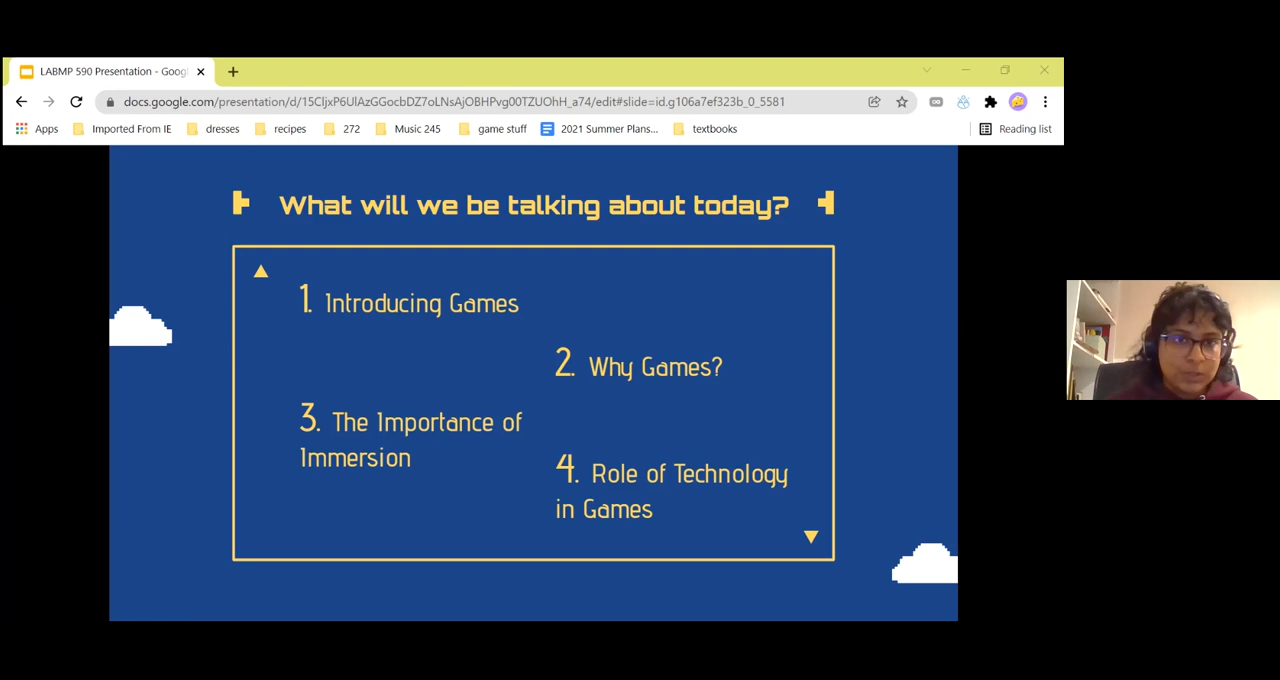 LABMP 590 Presentation - Googl
docs.google.com/presentation/d/15CljxP6UlAzGGocbDZ7oLNsAjOBHPvg00TZUOhH_a74/edit#slide=id.g106a7ef323b_0_5581
Apps Imported From IE dresses recipes 272 Music 245 game stuff 2021 Summer Plans... textbooks Reading list
What will we be talking about today?
1. Introducing Games
2. Why Games?
3. The Importance of
Immersion
4. Role of Technology
in Games